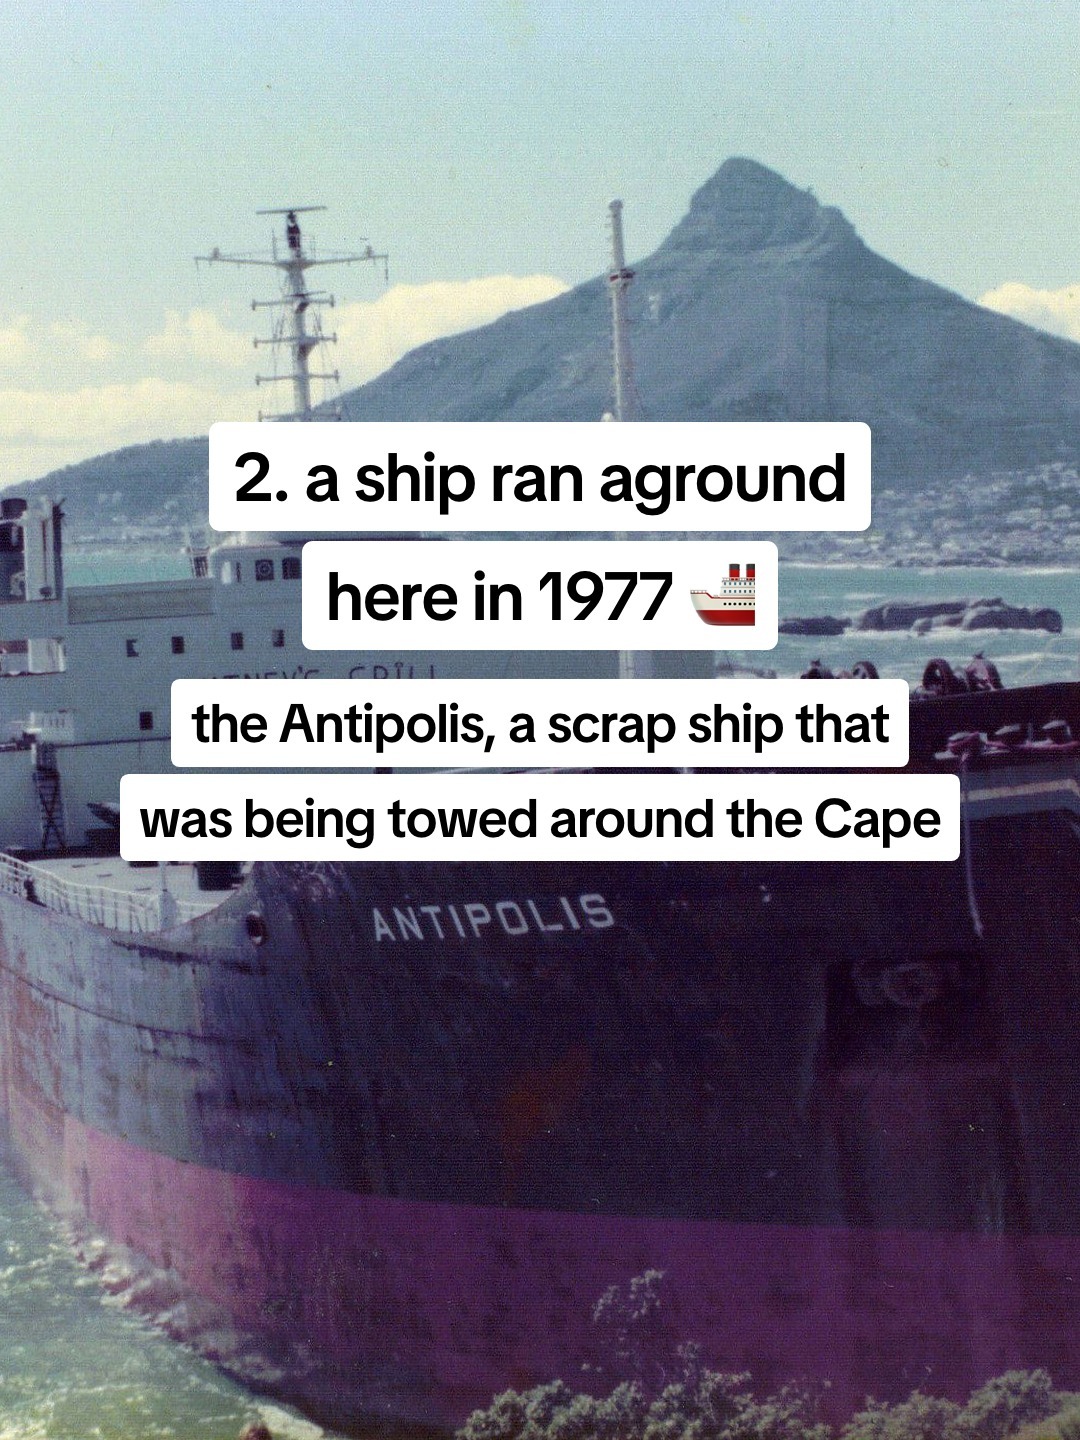 2. a ship ran aground
here in 1977 🚢
the Antipolis, a scrap ship that
was being towed around the Cape
ANTIPOLIS